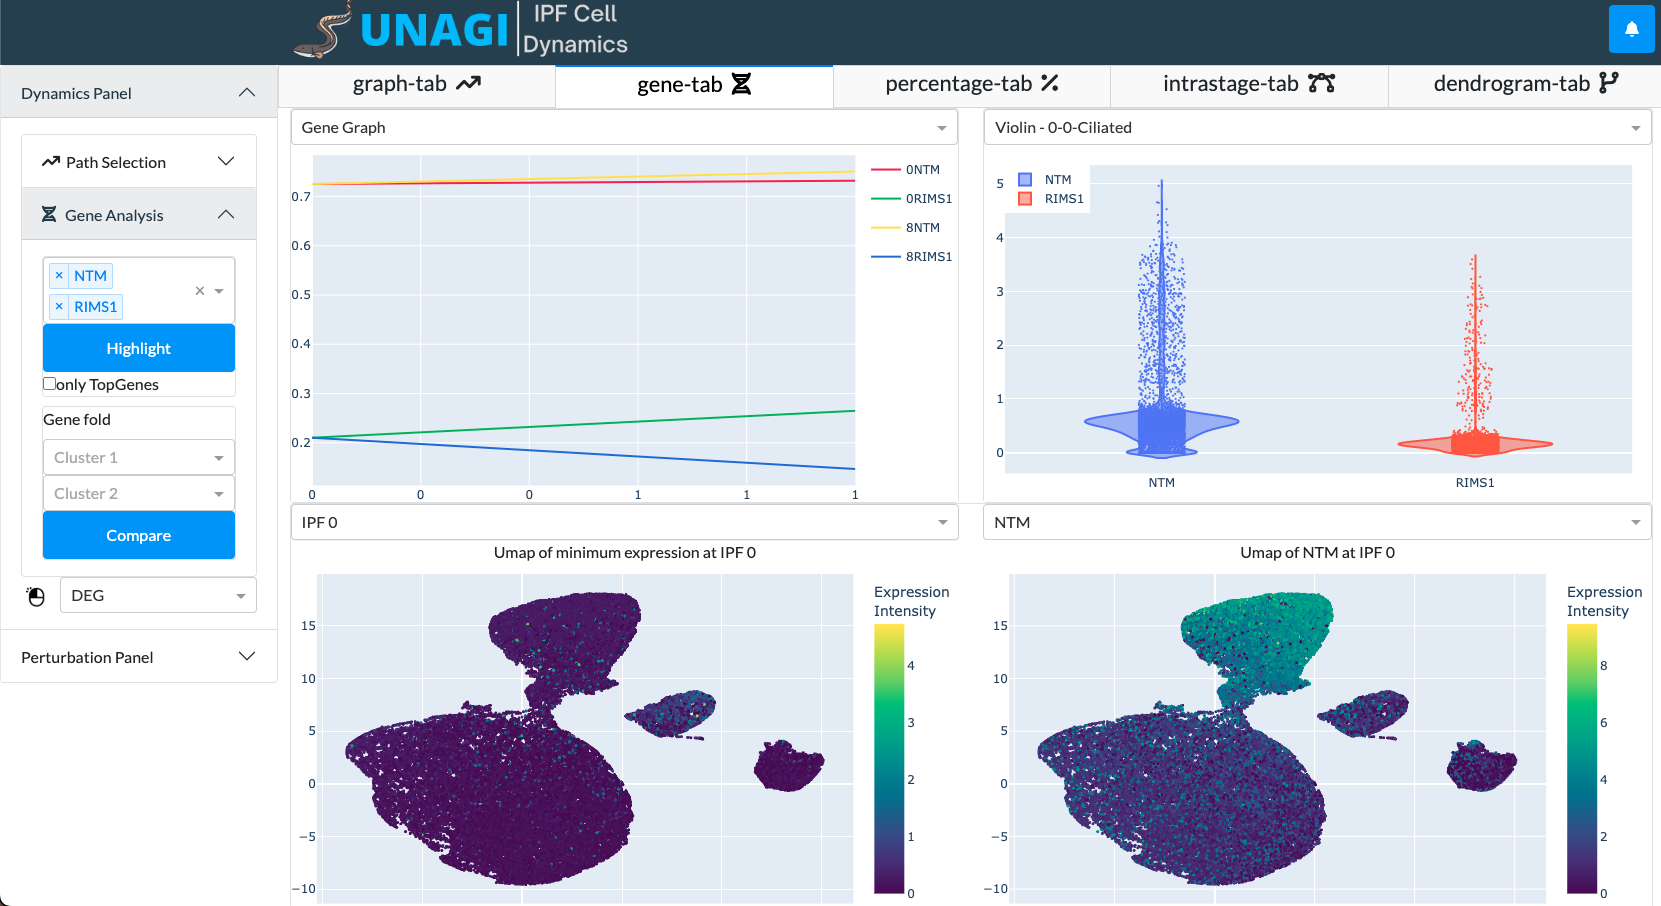 UNAGI
IPF Cell
Dynamics
Dynamics Panel
Path Selection
Gene Analysis
× NTM
× RIMS1
×
Highlight
only TopGenes
Gene fold
Cluster 1
Cluster 2
Compare
DEG
Perturbation Panel
graph-tab
gene-tab
percentage-tab
intrastage-tab
dendrogram-tab
Gene Graph
0.7
0.6
0.5
0.4
0.3
0.2
0 0 0 1 1 1
0NTM
0RIMS1
8NTM
8RIMS1
Violin - 0-0-Ciliated
NTM
RIMS1
5
4
3
2
1
0
NTM RIMS1
IPF 0
Umap of minimum expression at IPF 0
15
10
5
0
−5
−10
Expression
Intensity
4
3
2
1
0
NTM
Umap of NTM at IPF 0
15
10
5
0
−5
−10
Expression
Intensity
8
6
4
2
0